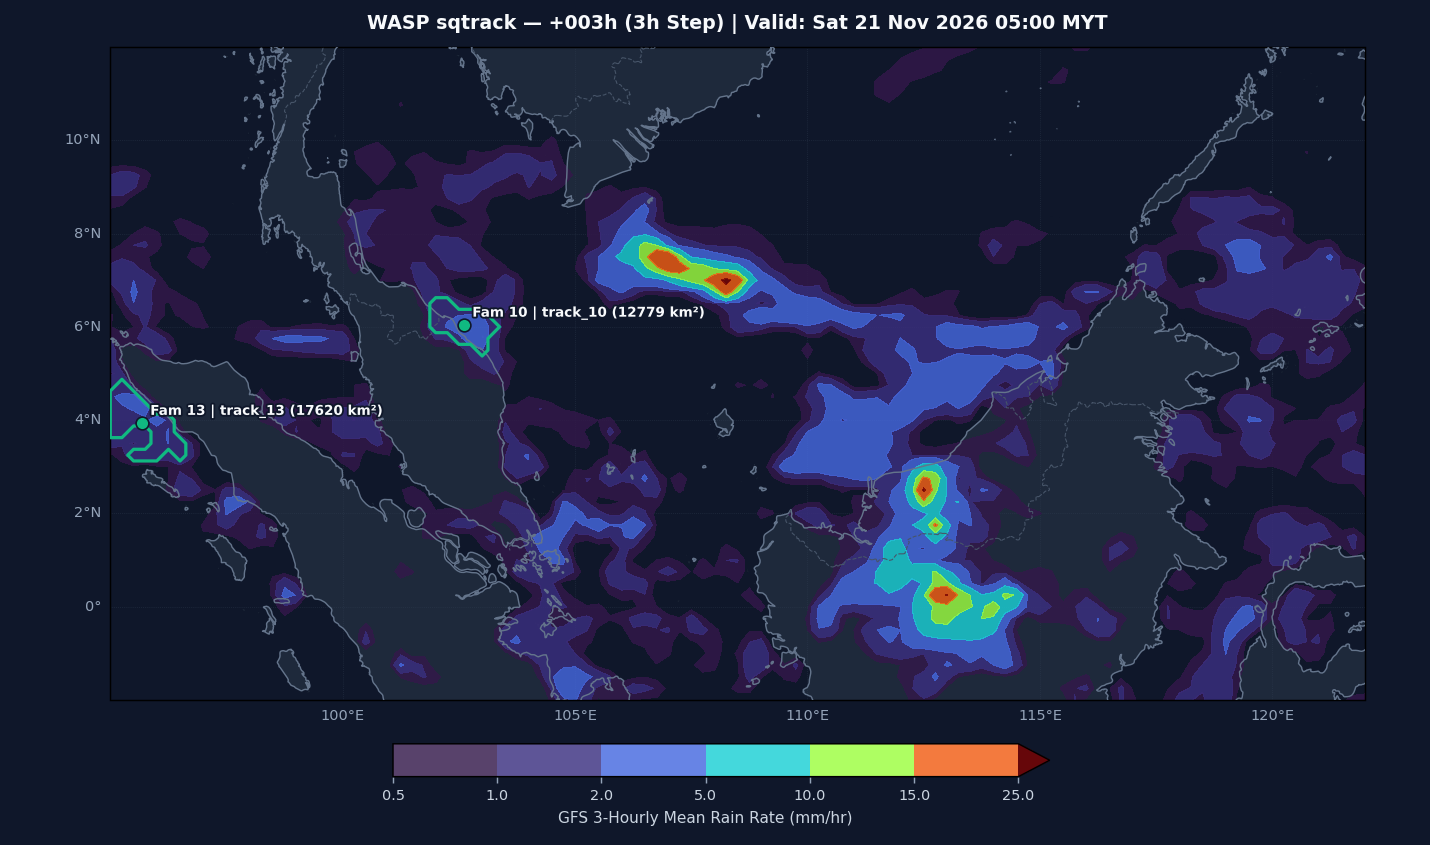 WASP sqtrack — +003h (3h Step) | Valid: Sat 21 Nov 2026 05:00 MYT
10°N
8°N
6°N
4°N
2°N
0°
Fam 10 | track_10 (12779 km²)
Fam 13 | track_13 (17620 km²)
100°E
105°E
110°E
115°E
120°E
0.5
1.0
2.0
5.0
10.0
15.0
25.0
GFS 3-Hourly Mean Rain Rate (mm/hr)